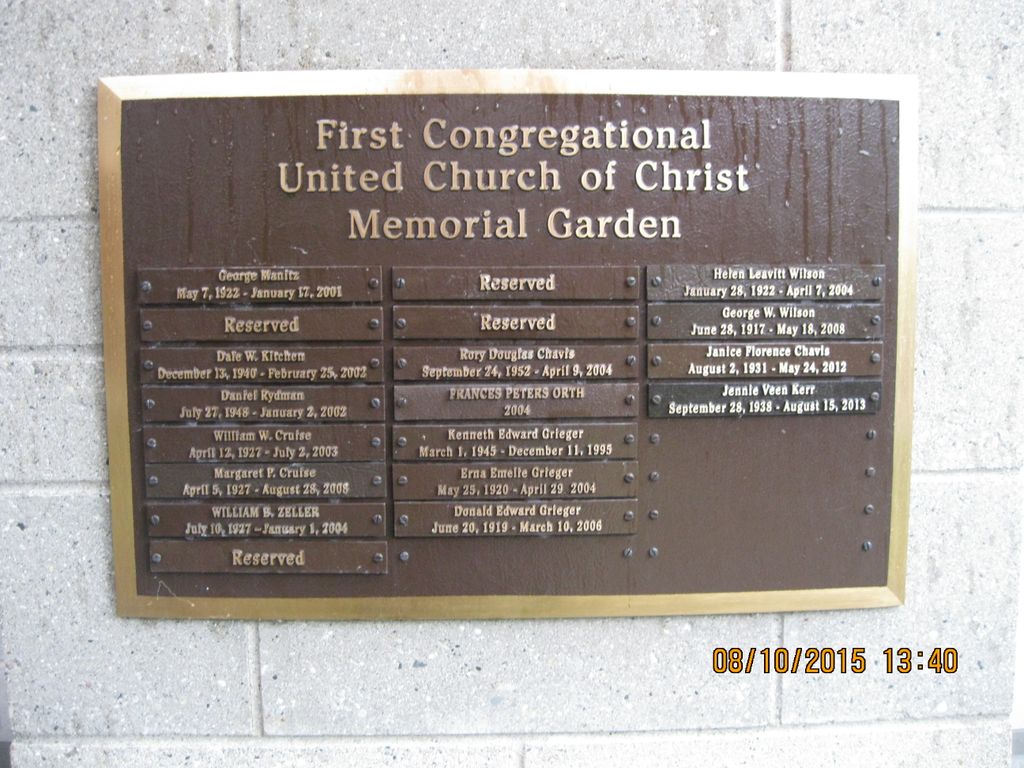 First Congregational
United Church of Christ
Memorial Garden
George Manitz
May 7, 1922 - January 17, 2001
Reserved
Dale W. Kitchen
December 13, 1940 - February 25, 2002
Daniel Rydman
July 27, 1948 - January 2, 2002
William W. Cruise
April 12, 1927 - July 2, 2003
Margaret P. Cruise
April 5, 1927 - August 28, 2008
WILLIAM B. ZELLER
July 10, 1927 - January 1, 2004
Reserved
Reserved
Reserved
Rory Douglas Chavis
September 24, 1952 - April 9, 2004
FRANCES PETERS ORTH
2004
Kenneth Edward Grieger
March 1, 1945 - December 11, 1995
Erna Emelie Grieger
May 25, 1920 - April 29 2004
Donald Edward Grieger
June 20, 1919 - March 10, 2006
Helen Leavitt Wilson
January 28, 1922 - April 7, 2004
George W. Wilson
June 28, 1917 - May 18, 2008
Janice Florence Chavis
August 2, 1931 - May 24, 2012
Jennie Veen Kerr
September 28, 1938 - August 15, 2013
08/10/2015 13:40